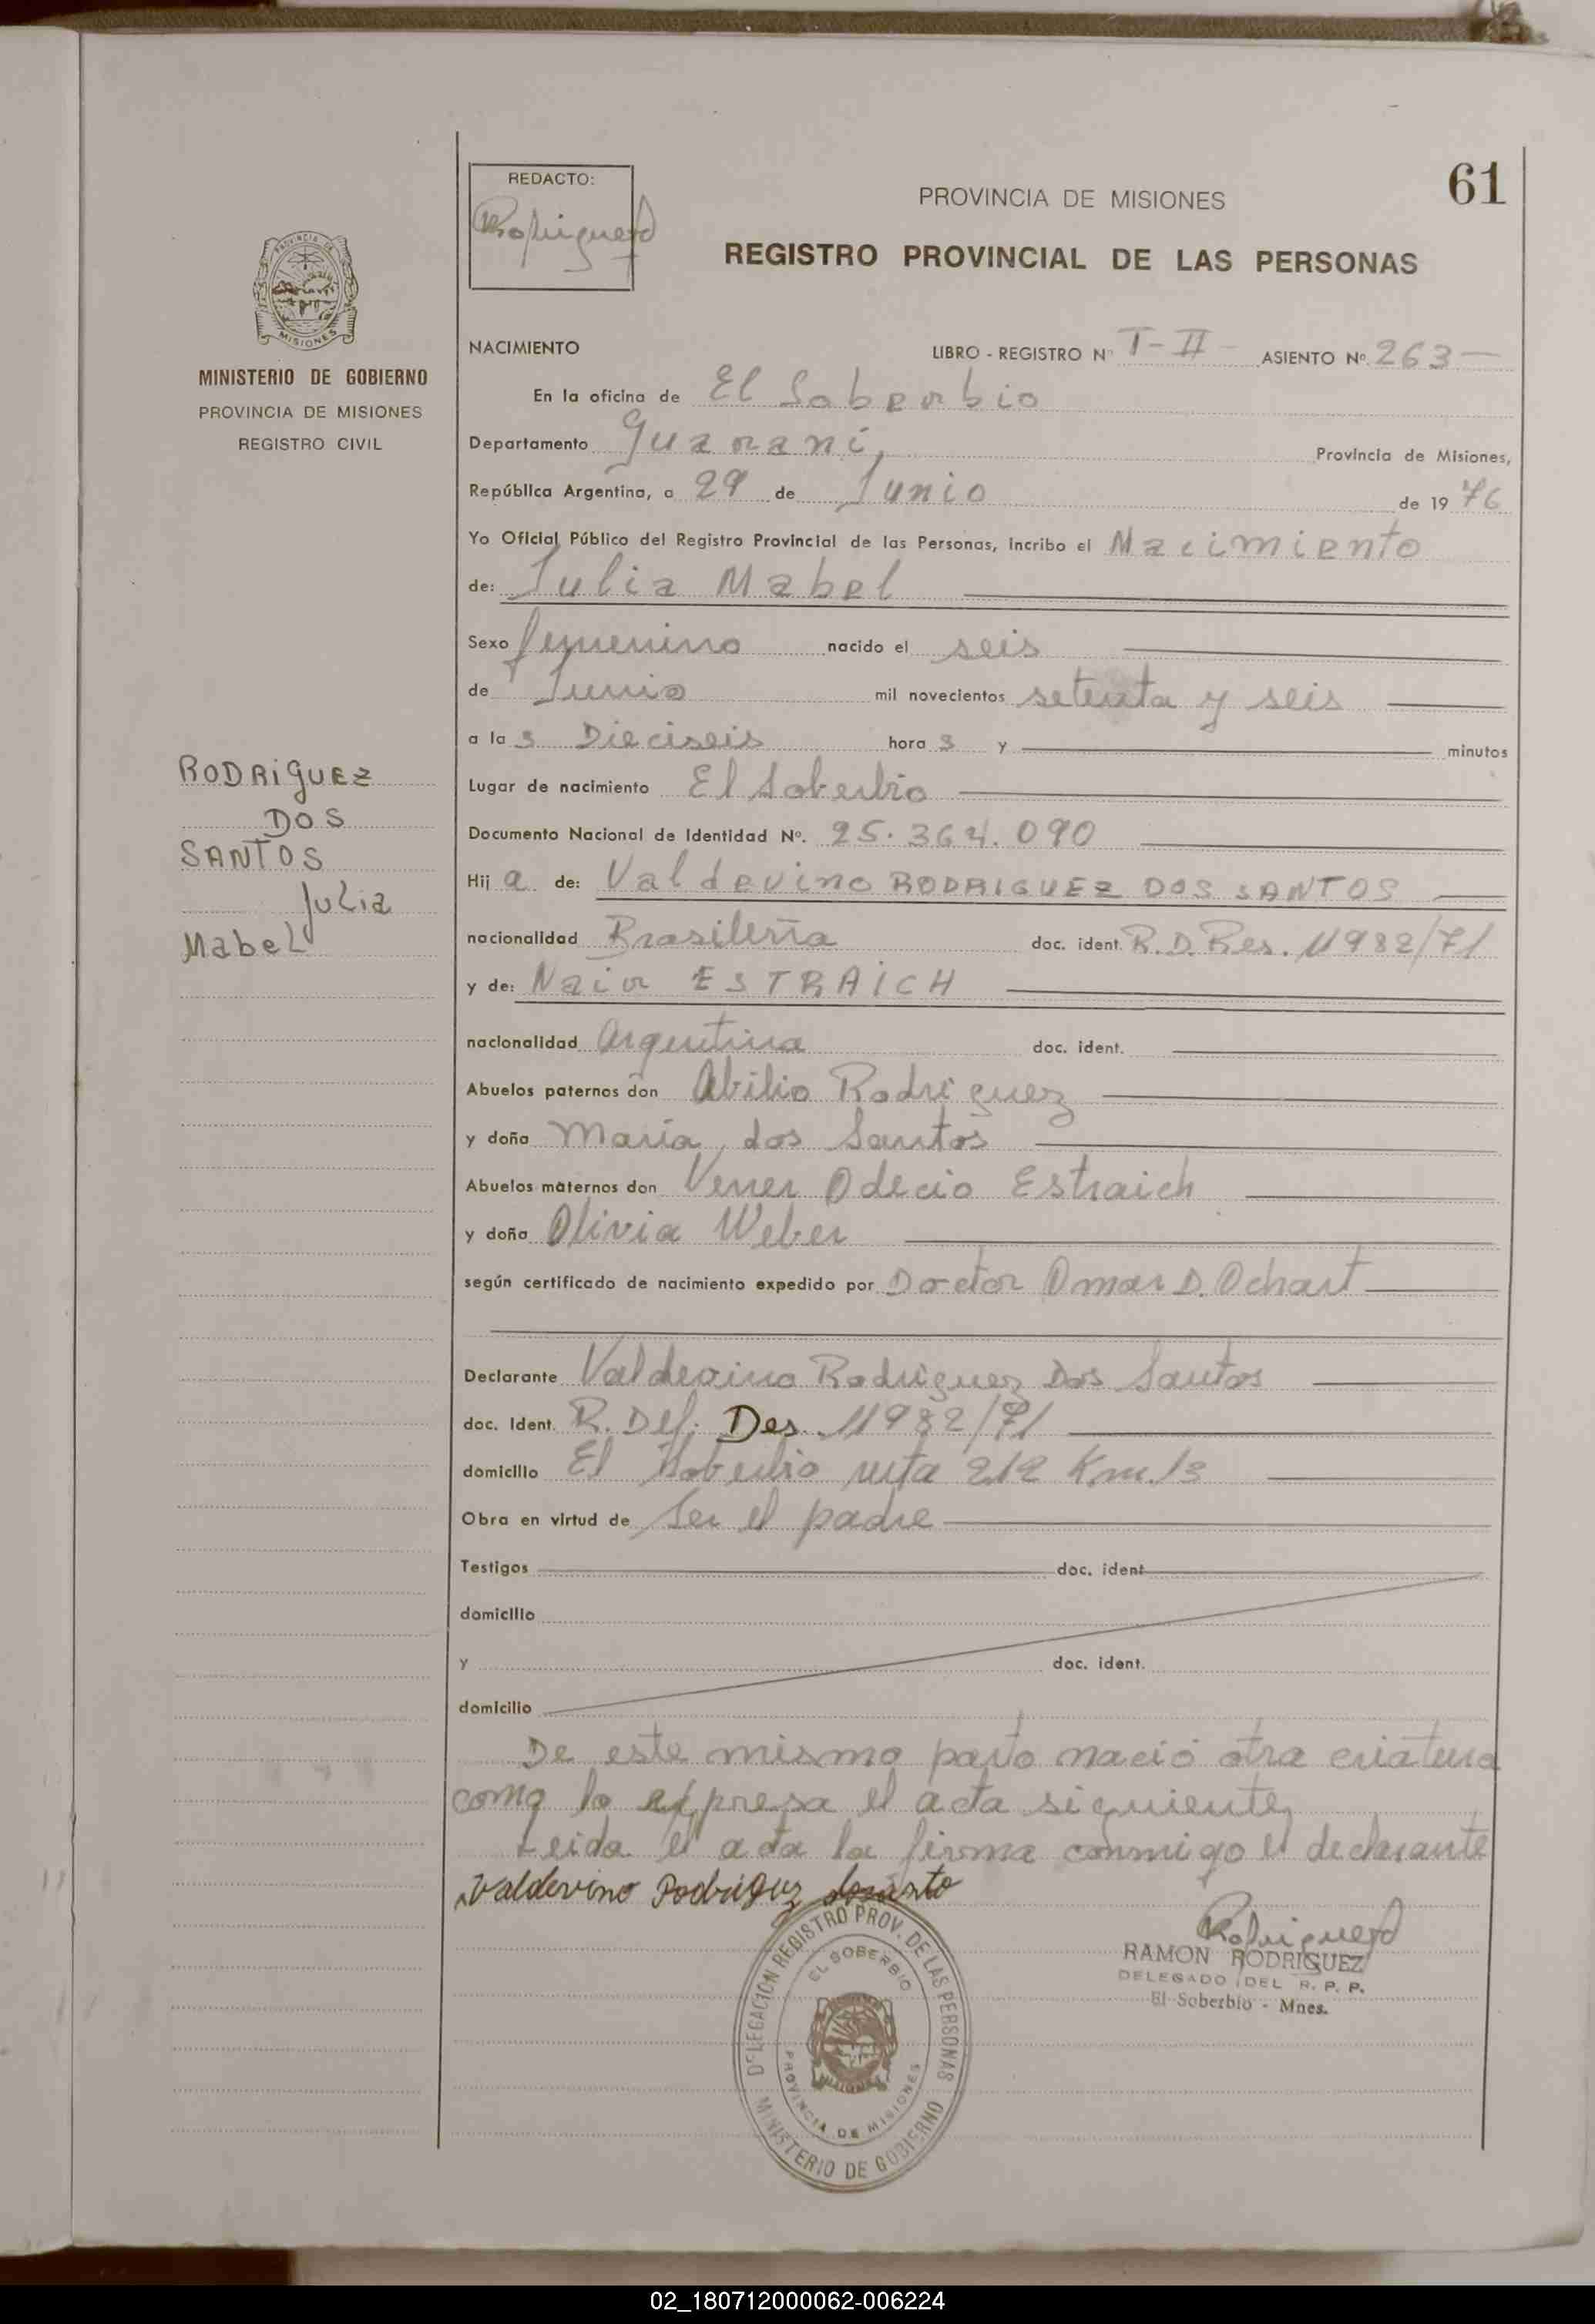 61
REDACTO:
PROVINCIA DE MISIONES
REGISTRO PROVINCIAL DE LAS PERSONAS
PROVINCIA DE
MISIONES
MINISTERIO DE GOBIERNO
PROVINCIA DE MISIONES
REGISTRO CIVIL
RODRIGUEZ
DOS
SANTOS
Julia
Mabel
NACIMIENTO LIBRO - REGISTRO Nº T-II - ASIENTO Nº 263
En la oficina de El Soberbio
Departamento Guaraní, Provincia de Misiones,
República Argentina, a 29 de Junio de 1976
Yo Oficial Público del Registro Provincial de las Personas, incribo el Nacimiento
de: Julia Mabel
Sexo femenino nacido el seis
de Junio mil novecientos setenta y seis
a las Dieciseis horas y minutos
Lugar de nacimiento El Soberbio
Documento Nacional de Identidad Nº. 25.364.090
Hija de: Valdevino RODRIGUEZ DOS SANTOS
nacionalidad Brasileña doc. ident. R.D.Res. 11982/71
y de: Nair ESTRAICH
nacionalidad Argentina doc. ident.
Abuelos paternos don Abilio Rodriguez
y doña Maria dos Santos
Abuelos maternos don Vener Odecio Estraich
y doña Olivia Weber
según certificado de nacimiento expedido por Doctor Omar D. Ochart
Declarante Valdevino Rodriguez Dos Santos
doc. Ident. R. Def. Des. 11982/71
domicilio El Soberbio ruta 212 Km.13
Obra en virtud de Ser el padre
Testigos doc. ident
domicilio
y doc. ident.
domicilio
De este mismo parto nació otra criatura
como lo expresa el acta siguiente,
Leida el acta la firma conmigo el declarante
Valdevino Rodriguz
RAMON RODRIGUEZ
DELEGADO DEL R. P. P.
El Soberbio - Mnes.
DELEGACION REGISTRO PROV. DE LAS PERSONAS
EL SOBERBIO
PROVINCIA DE MISIONES
MINISTERIO DE GOBIERNO
02_180712000062-006224